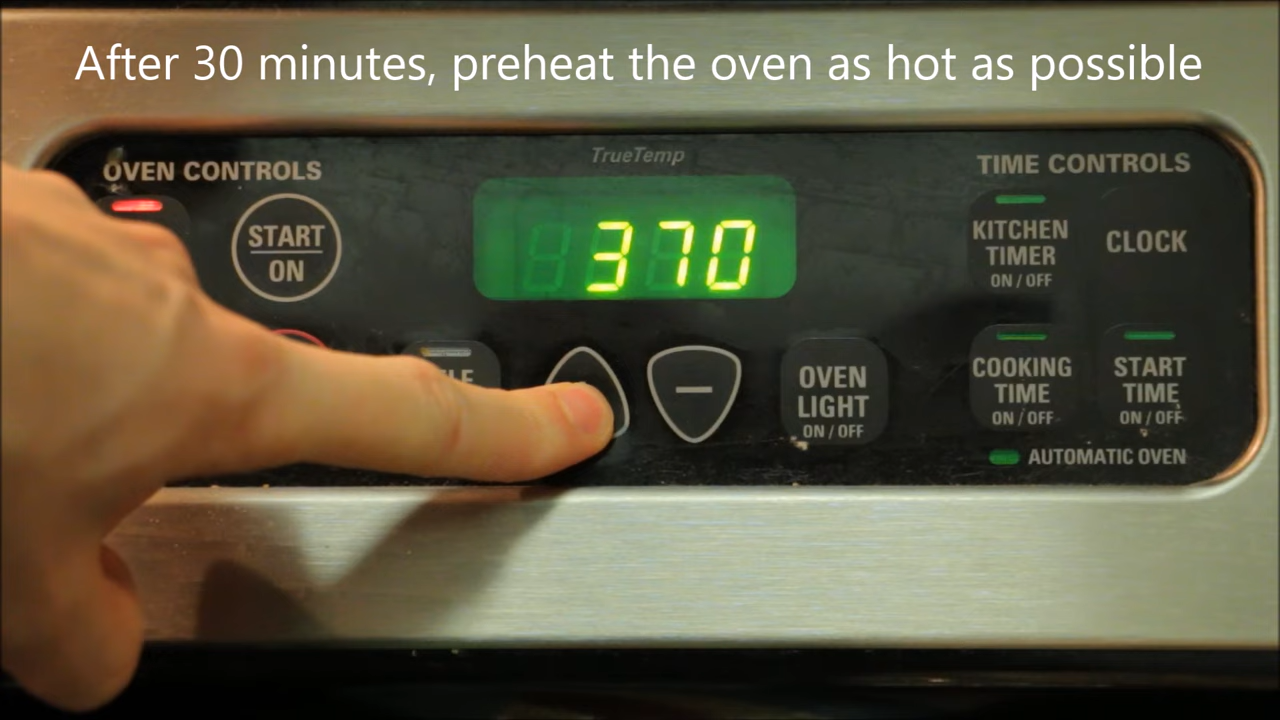 After 30 minutes, preheat the oven as hot as possible
TrueTemp
OVEN CONTROLS
TIME CONTROLS
START
ON
370
KITCHEN
TIMER
ON / OFF
CLOCK
OVEN
LIGHT
ON / OFF
COOKING
TIME
ON / OFF
START
TIME
ON / OFF
AUTOMATIC OVEN